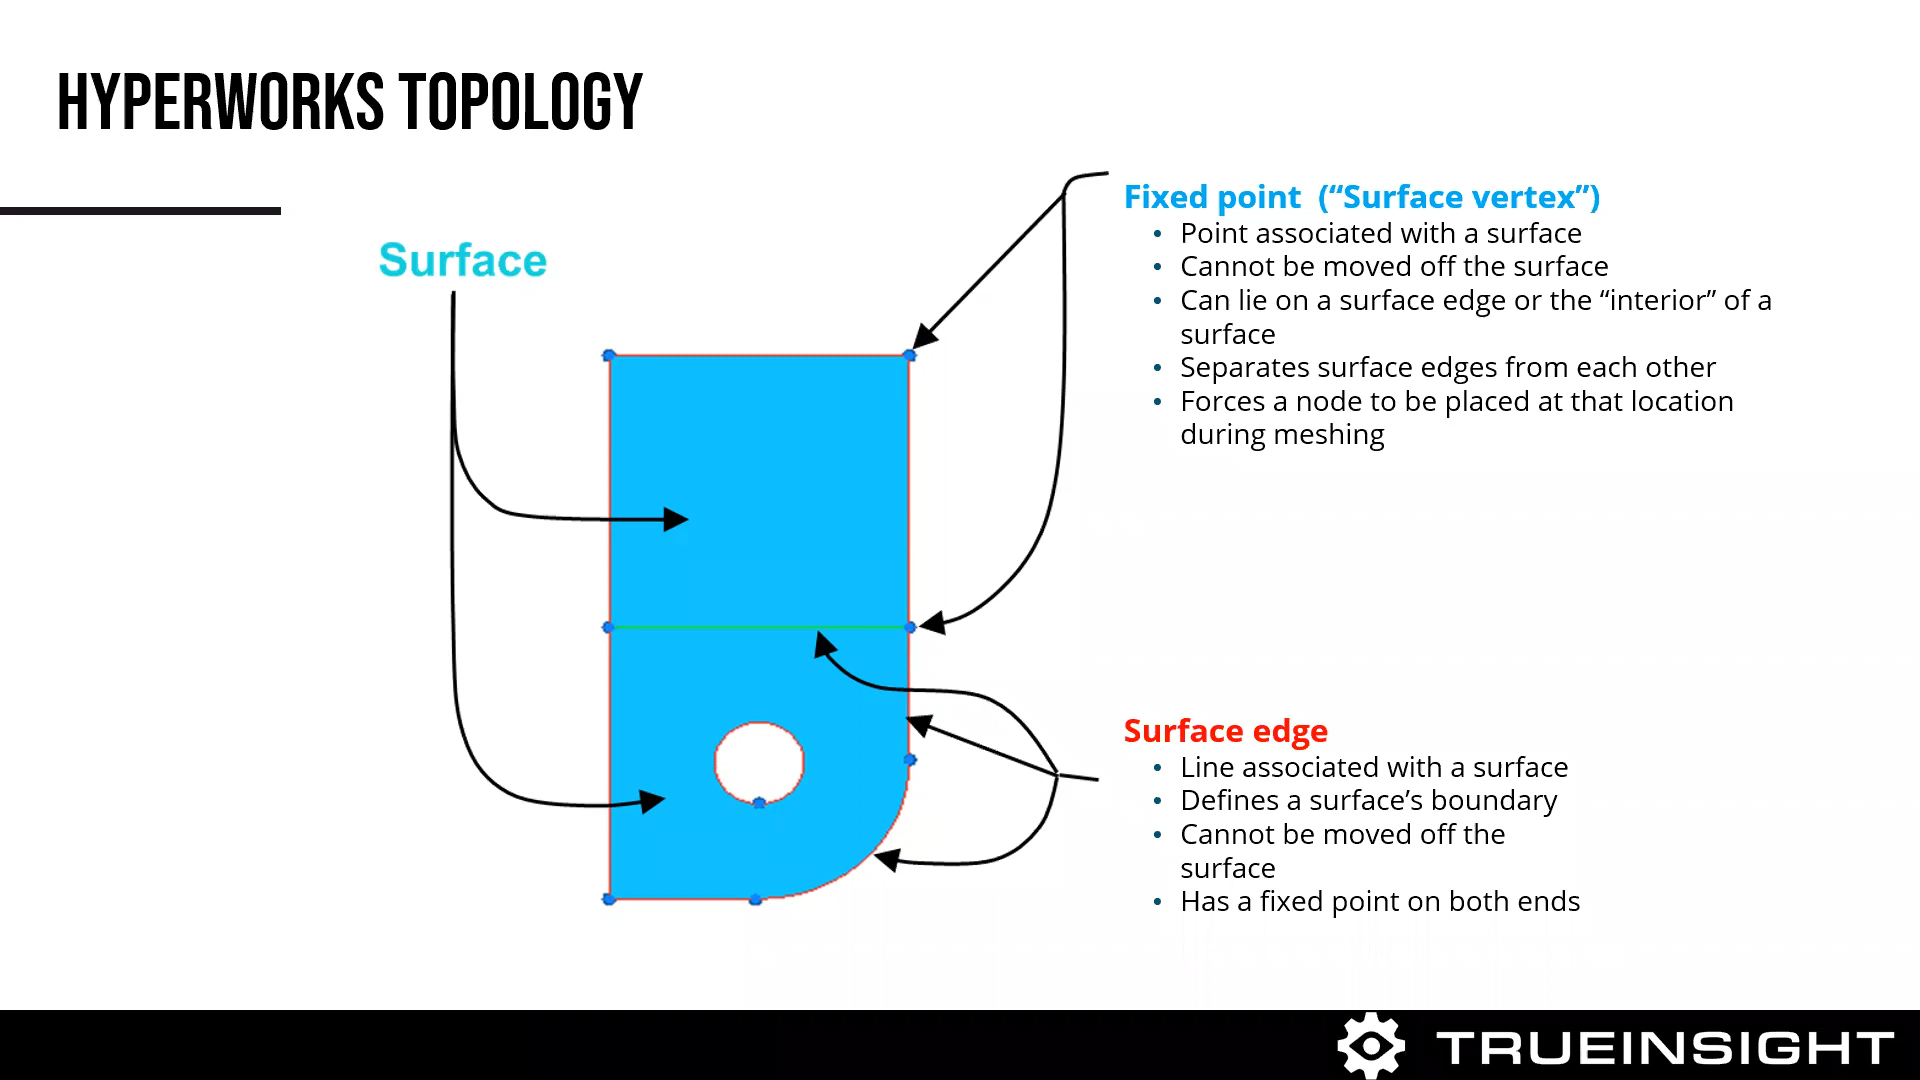 HYPERWORKS TOPOLOGY
Surface
Fixed point  (“Surface vertex”)
• Point associated with a surface
• Cannot be moved off the surface
• Can lie on a surface edge or the “interior” of a
surface
• Separates surface edges from each other
• Forces a node to be placed at that location
during meshing
Surface edge
• Line associated with a surface
• Defines a surface’s boundary
• Cannot be moved off the
surface
• Has a fixed point on both ends
TRUEINSIGHT